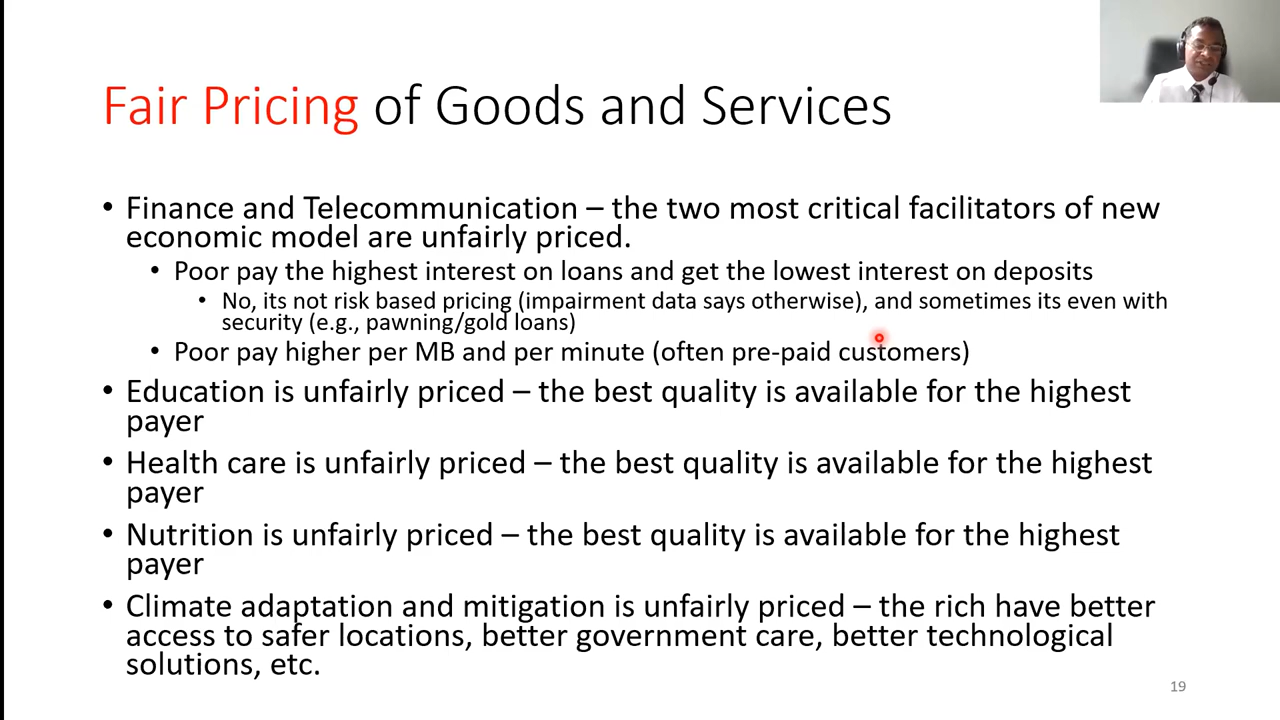 Fair Pricing of Goods and Services
• Finance and Telecommunication – the two most critical facilitators of new
economic model are unfairly priced.
• Poor pay the highest interest on loans and get the lowest interest on deposits
• No, its not risk based pricing (impairment data says otherwise), and sometimes its even with
security (e.g., pawning/gold loans)
• Poor pay higher per MB and per minute (often pre-paid customers)
• Education is unfairly priced – the best quality is available for the highest
payer
• Health care is unfairly priced – the best quality is available for the highest
payer
• Nutrition is unfairly priced – the best quality is available for the highest
payer
• Climate adaptation and mitigation is unfairly priced – the rich have better
access to safer locations, better government care, better technological
solutions, etc.
19